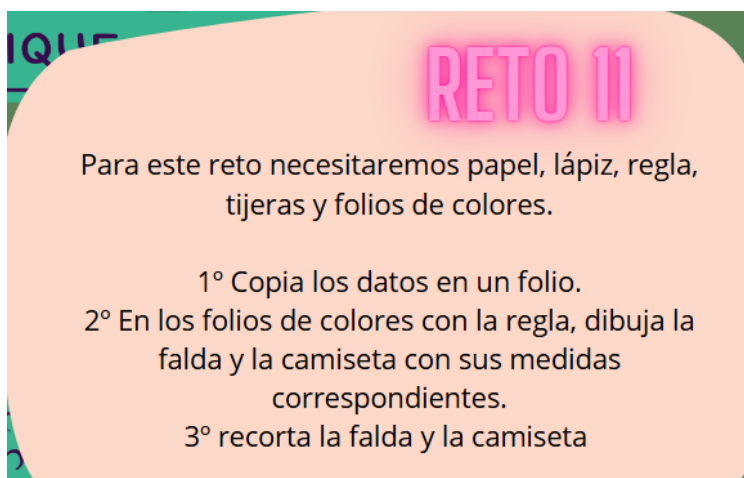 RETO 11
Para este reto necesitaremos papel, lápiz, regla,
tijeras y folios de colores.
1º Copia los datos en un folio.
2º En los folios de colores con la regla, dibuja la
falda y la camiseta con sus medidas
correspondientes.
3º recorta la falda y la camiseta